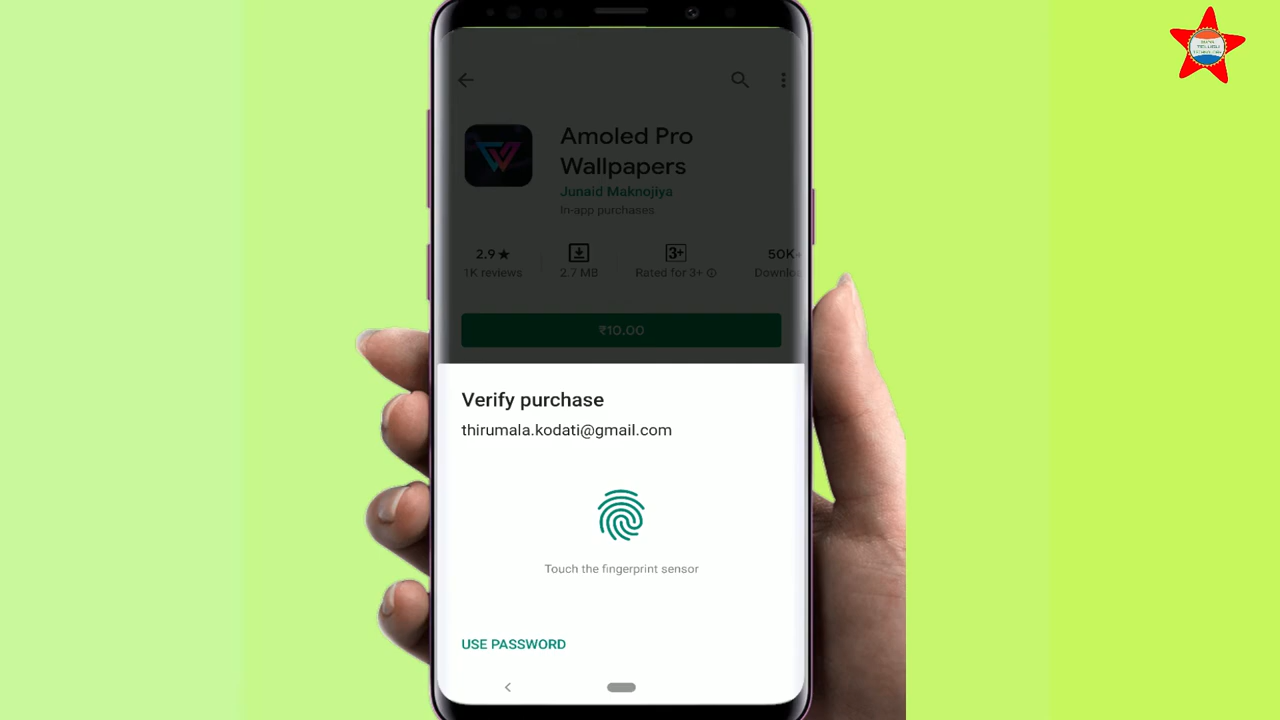 Amoled Pro
Wallpapers
Junaid Maknojiya
In-app purchases
2.9★
1K reviews
2.7 MB
3+
Rated for 3+
50K+
Downlo
₹10.00
Verify purchase
thirumala.kodati@gmail.com
Touch the fingerprint sensor
USE PASSWORD